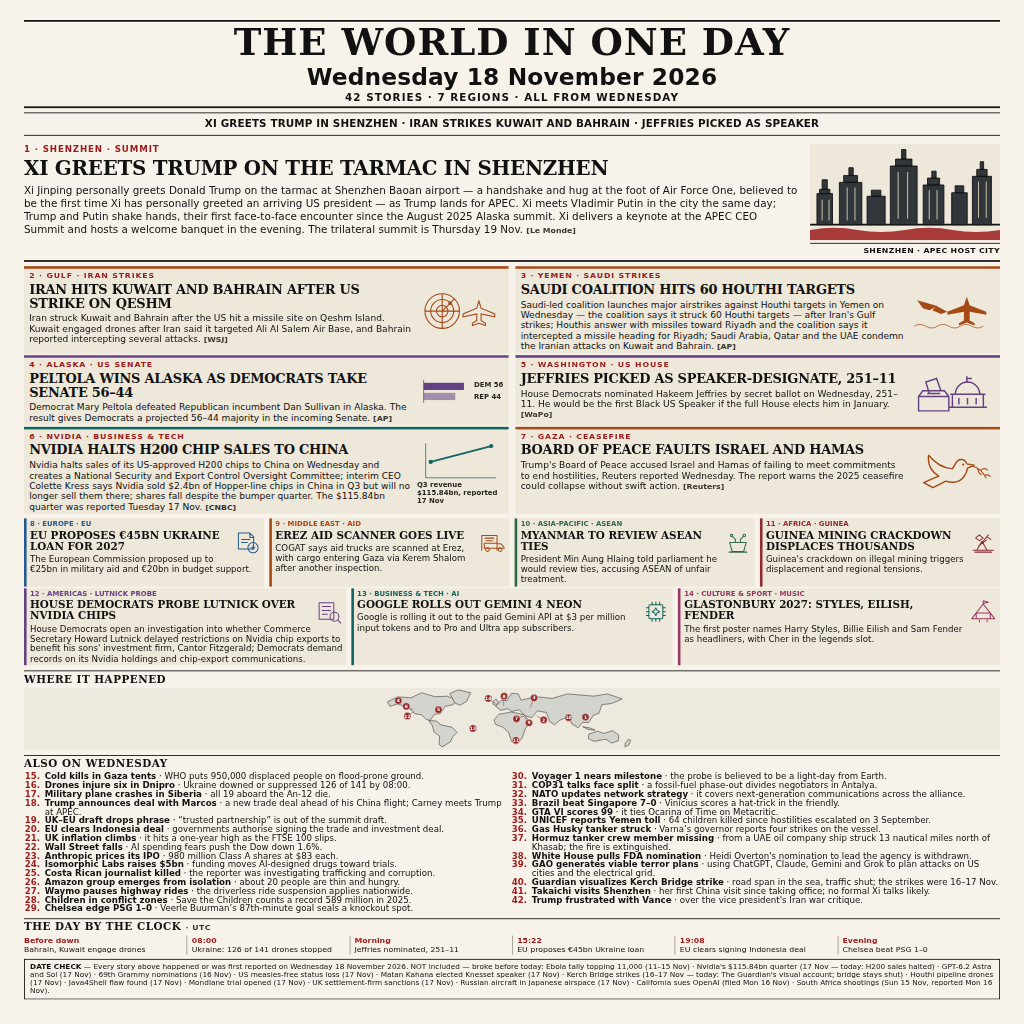 THE WORLD IN ONE DAY
Wednesday 18 November 2026
42 STORIES · 7 REGIONS · ALL FROM WEDNESDAY
XI GREETS TRUMP IN SHENZHEN · IRAN STRIKES KUWAIT AND BAHRAIN · JEFFRIES PICKED AS SPEAKER
1 · SHENZHEN · SUMMIT
XI GREETS TRUMP ON THE TARMAC IN SHENZHEN
Xi Jinping personally greets Donald Trump on the tarmac at Shenzhen Baoan airport — a handshake and hug at the foot of Air Force One, believed to
be the first time Xi has personally greeted an arriving US president — as Trump lands for APEC. Xi meets Vladimir Putin in the city the same day;
Trump and Putin shake hands, their first face-to-face encounter since the August 2025 Alaska summit. Xi delivers a keynote at the APEC CEO
Summit and hosts a welcome banquet in the evening. The trilateral summit is Thursday 19 Nov. [Le Monde]
SHENZHEN · APEC HOST CITY
2 · GULF · IRAN STRIKES
IRAN HITS KUWAIT AND BAHRAIN AFTER US
STRIKE ON QESHM
Iran struck Kuwait and Bahrain after the US hit a missile site on Qeshm Island.
Kuwait engaged drones after Iran said it targeted Ali Al Salem Air Base, and Bahrain
reported intercepting several attacks. [WSJ]
3 · YEMEN · SAUDI STRIKES
SAUDI COALITION HITS 60 HOUTHI TARGETS
Saudi-led coalition launches major airstrikes against Houthi targets in Yemen on
Wednesday — the coalition says it struck 60 Houthi targets — after Iran's Gulf
strikes; Houthis answer with missiles toward Riyadh and the coalition says it
intercepted a missile heading for Riyadh; Saudi Arabia, Qatar and the UAE condemn
the Iranian attacks on Kuwait and Bahrain. [AP]
4 · ALASKA · US SENATE
PELTOLA WINS ALASKA AS DEMOCRATS TAKE
SENATE 56–44
Democrat Mary Peltola defeated Republican incumbent Dan Sullivan in Alaska. The
result gives Democrats a projected 56–44 majority in the incoming Senate. [AP]
DEM 56
REP 44
5 · WASHINGTON · US HOUSE
JEFFRIES PICKED AS SPEAKER-DESIGNATE, 251–11
House Democrats nominated Hakeem Jeffries by secret ballot on Wednesday, 251–
11. He would be the first Black US Speaker if the full House elects him in January.
[WaPo]
6 · NVIDIA · BUSINESS & TECH
NVIDIA HALTS H200 CHIP SALES TO CHINA
Nvidia halts sales of its US-approved H200 chips to China on Wednesday and
creates a National Security and Export Control Oversight Committee; interim CEO
Colette Kress says Nvidia sold $2.4bn of Hopper-line chips in China in Q3 but will no
longer sell them there; shares fall despite the bumper quarter. The $115.84bn
quarter was reported Tuesday 17 Nov. [CNBC]
Q3 revenue
$115.84bn, reported
17 Nov
7 · GAZA · CEASEFIRE
BOARD OF PEACE FAULTS ISRAEL AND HAMAS
Trump's Board of Peace accused Israel and Hamas of failing to meet commitments
to end hostilities, Reuters reported Wednesday. The report warns the 2025 ceasefire
could collapse without swift action. [Reuters]
8 · EUROPE · EU
EU PROPOSES €45BN UKRAINE
LOAN FOR 2027
The European Commission proposed up to
€25bn in military aid and €20bn in budget support.
9 · MIDDLE EAST · AID
EREZ AID SCANNER GOES LIVE
COGAT says aid trucks are scanned at Erez,
with cargo entering Gaza via Kerem Shalom
after another inspection.
10 · ASIA-PACIFIC · ASEAN
MYANMAR TO REVIEW ASEAN
TIES
President Min Aung Hlaing told parliament he
would review ties, accusing ASEAN of unfair
treatment.
11 · AFRICA · GUINEA
GUINEA MINING CRACKDOWN
DISPLACES THOUSANDS
Guinea's crackdown on illegal mining triggers
displacement and regional tensions.
12 · AMERICAS · LUTNICK PROBE
HOUSE DEMOCRATS PROBE LUTNICK OVER
NVIDIA CHIPS
House Democrats open an investigation into whether Commerce
Secretary Howard Lutnick delayed restrictions on Nvidia chip exports to
benefit his sons' investment firm, Cantor Fitzgerald; Democrats demand
records on its Nvidia holdings and chip-export communications.
13 · BUSINESS & TECH · AI
GOOGLE ROLLS OUT GEMINI 4 NEON
Google is rolling it out to the paid Gemini API at $3 per million
input tokens and to Pro and Ultra app subscribers.
14 · CULTURE & SPORT · MUSIC
GLASTONBURY 2027: STYLES, EILISH,
FENDER
The first poster names Harry Styles, Billie Eilish and Sam Fender
as headliners, with Cher in the legends slot.
WHERE IT HAPPENED
ALSO ON WEDNESDAY
15. Cold kills in Gaza tents · WHO puts 950,000 displaced people on flood-prone ground.
16. Drones injure six in Dnipro · Ukraine downed or suppressed 126 of 141 by 08:00.
17. Military plane crashes in Siberia · all 19 aboard the An-12 die.
18. Trump announces deal with Marcos · a new trade deal ahead of his China flight; Carney meets Trump
at APEC.
19. UK–EU draft drops phrase · “trusted partnership” is out of the summit draft.
20. EU clears Indonesia deal · governments authorise signing the trade and investment deal.
21. UK inflation climbs · it hits a one-year high as the FTSE 100 slips.
22. Wall Street falls · AI spending fears push the Dow down 1.6%.
23. Anthropic prices its IPO · 980 million Class A shares at $83 each.
24. Isomorphic Labs raises $5bn · funding moves AI-designed drugs toward trials.
25. Costa Rican journalist killed · the reporter was investigating trafficking and corruption.
26. Amazon group emerges from isolation · about 20 people are thin and hungry.
27. Waymo pauses highway rides · the driverless suspension applies nationwide.
28. Children in conflict zones · Save the Children counts a record 589 million in 2025.
29. Chelsea edge PSG 1–0 · Veerle Buurman's 87th-minute goal seals a knockout spot.
30. Voyager 1 nears milestone · the probe is believed to be a light-day from Earth.
31. COP31 talks face split · a fossil-fuel phase-out divides negotiators in Antalya.
32. NATO updates network strategy · it covers next-generation communications across the alliance.
33. Brazil beat Singapore 7–0 · Vinicius scores a hat-trick in the friendly.
34. GTA VI scores 99 · it ties Ocarina of Time on Metacritic.
35. UNICEF reports Yemen toll · 64 children killed since hostilities escalated on 3 September.
36. Gas Husky tanker struck · Varna's governor reports four strikes on the vessel.
37. Hormuz tanker crew member missing · from a UAE oil company ship struck 13 nautical miles north of
Khasab; the fire is extinguished.
38. White House pulls FDA nomination · Heidi Overton's nomination to lead the agency is withdrawn.
39. GAO generates viable terror plans · using ChatGPT, Claude, Gemini and Grok to plan attacks on US
cities and the electrical grid.
40. Guardian visualizes Kerch Bridge strike · road span in the sea, traffic shut; the strikes were 16–17 Nov.
41. Takaichi visits Shenzhen · her first China visit since taking office; no formal Xi talks likely.
42. Trump frustrated with Vance · over the vice president's Iran war critique.
THE DAY BY THE CLOCK · UTC
Before dawn
Bahrain, Kuwait engage drones
08:00
Ukraine: 126 of 141 drones stopped
Morning
Jeffries nominated, 251–11
15:22
EU proposes €45bn Ukraine loan
19:08
EU clears signing Indonesia deal
Evening
Chelsea beat PSG 1–0
DATE CHECK — Every story above happened or was first reported on Wednesday 18 November 2026. NOT included — broke before today: Ebola tally topping 11,000 (11–15 Nov) · Nvidia's $115.84bn quarter (17 Nov — today: H200 sales halted) · GPT-6.2 Astra
and Sol (17 Nov) · 69th Grammy nominations (16 Nov) · US measles-free status loss (17 Nov) · Matan Kahana elected Knesset speaker (17 Nov) · Kerch Bridge strikes (16–17 Nov — today: The Guardian's visual account; bridge stays shut) · Houthi pipeline drones
(17 Nov) · Java4Shell flaw found (17 Nov) · Mondlane trial opened (17 Nov) · UK settlement-firm sanctions (17 Nov) · Russian aircraft in Japanese airspace (17 Nov) · California sues OpenAI (filed Mon 16 Nov) · South Africa shootings (Sun 15 Nov, reported Mon 16
Nov).